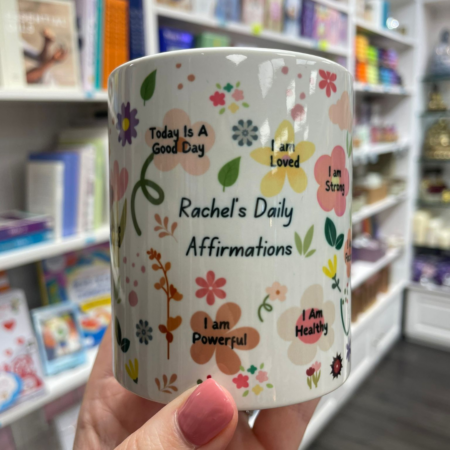 Today Is A
Good Day
I am
Loved
I am
Strong
Rachel's Daily
Affirmations
I am
Powerful
I Am
Healthy